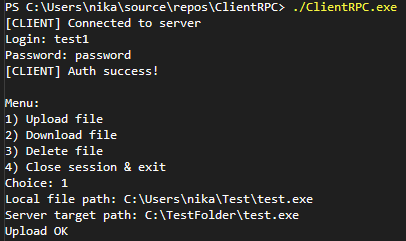 PS C:\Users\nika\source\repos\ClientRPC> ./ClientRPC.exe
[CLIENT] Connected to server
Login: test1
Password: password
[CLIENT] Auth success!
Menu:
1) Upload file
2) Download file
3) Delete file
4) Close session & exit
Choice: 1
Local file path: C:\Users\nika\Test\test.exe
Server target path: C:\TestFolder\test.exe
Upload OK